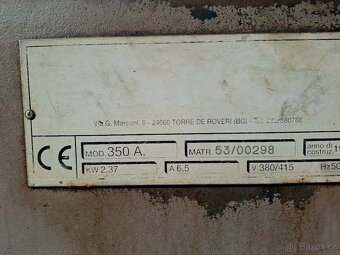 Via G. Marconi, 9 - 24060 TORRE DE ROVERI (BG) - Tel.
CE
MOD. 350 A.
MATR. 53/00298
anno di costruz. 19
KW 2.37
A 6.5
V 380/415
Hz 50